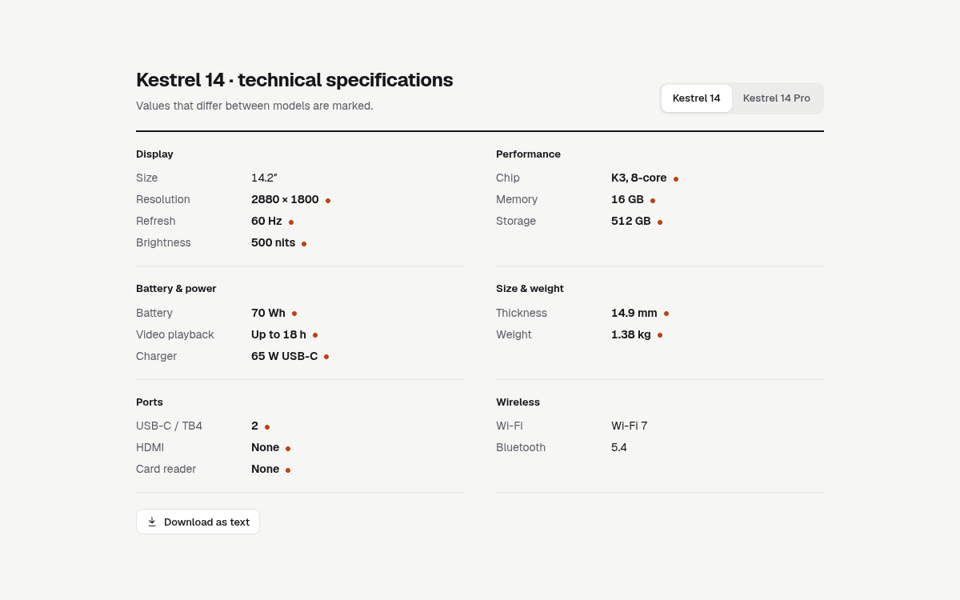 Kestrel 14 · technical specifications
Values that differ between models are marked.
Kestrel 14
Kestrel 14 Pro
Display
Size 14.2″
Resolution 2880 × 1800
Refresh 60 Hz
Brightness 500 nits
Performance
Chip K3, 8-core
Memory 16 GB
Storage 512 GB
Battery & power
Battery 70 Wh
Video playback Up to 18 h
Charger 65 W USB-C
Size & weight
Thickness 14.9 mm
Weight 1.38 kg
Ports
USB-C / TB4 2
HDMI None
Card reader None
Wireless
Wi-Fi Wi-Fi 7
Bluetooth 5.4
Download as text